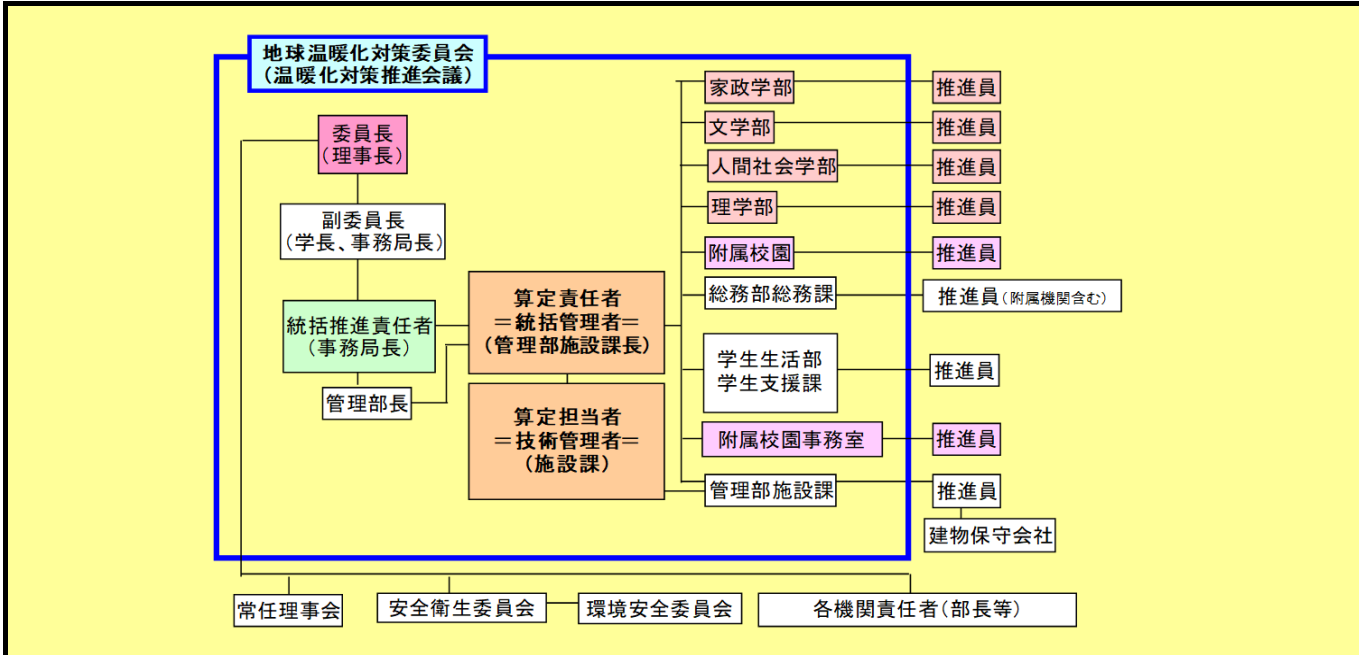 地球温暖化対策委員会
(温暖化対策推進会議)
委員長
(理事長)
副委員長
(学長、事務局長)
統括推進責任者
(事務局長)
管理部長
算定責任者
=統括管理者=
(管理部施設課長)
算定担当者
=技術管理者=
(施設課)
家政学部
推進員
文学部
推進員
人間社会学部
推進員
理学部
推進員
附属校園
推進員
総務部総務課
推進員(附属機関含む)
学生生活部
学生支援課
推進員
附属校園事務室
推進員
管理部施設課
推進員
建物保守会社
常任理事会
安全衛生委員会
環境安全委員会
各機関責任者(部長等)